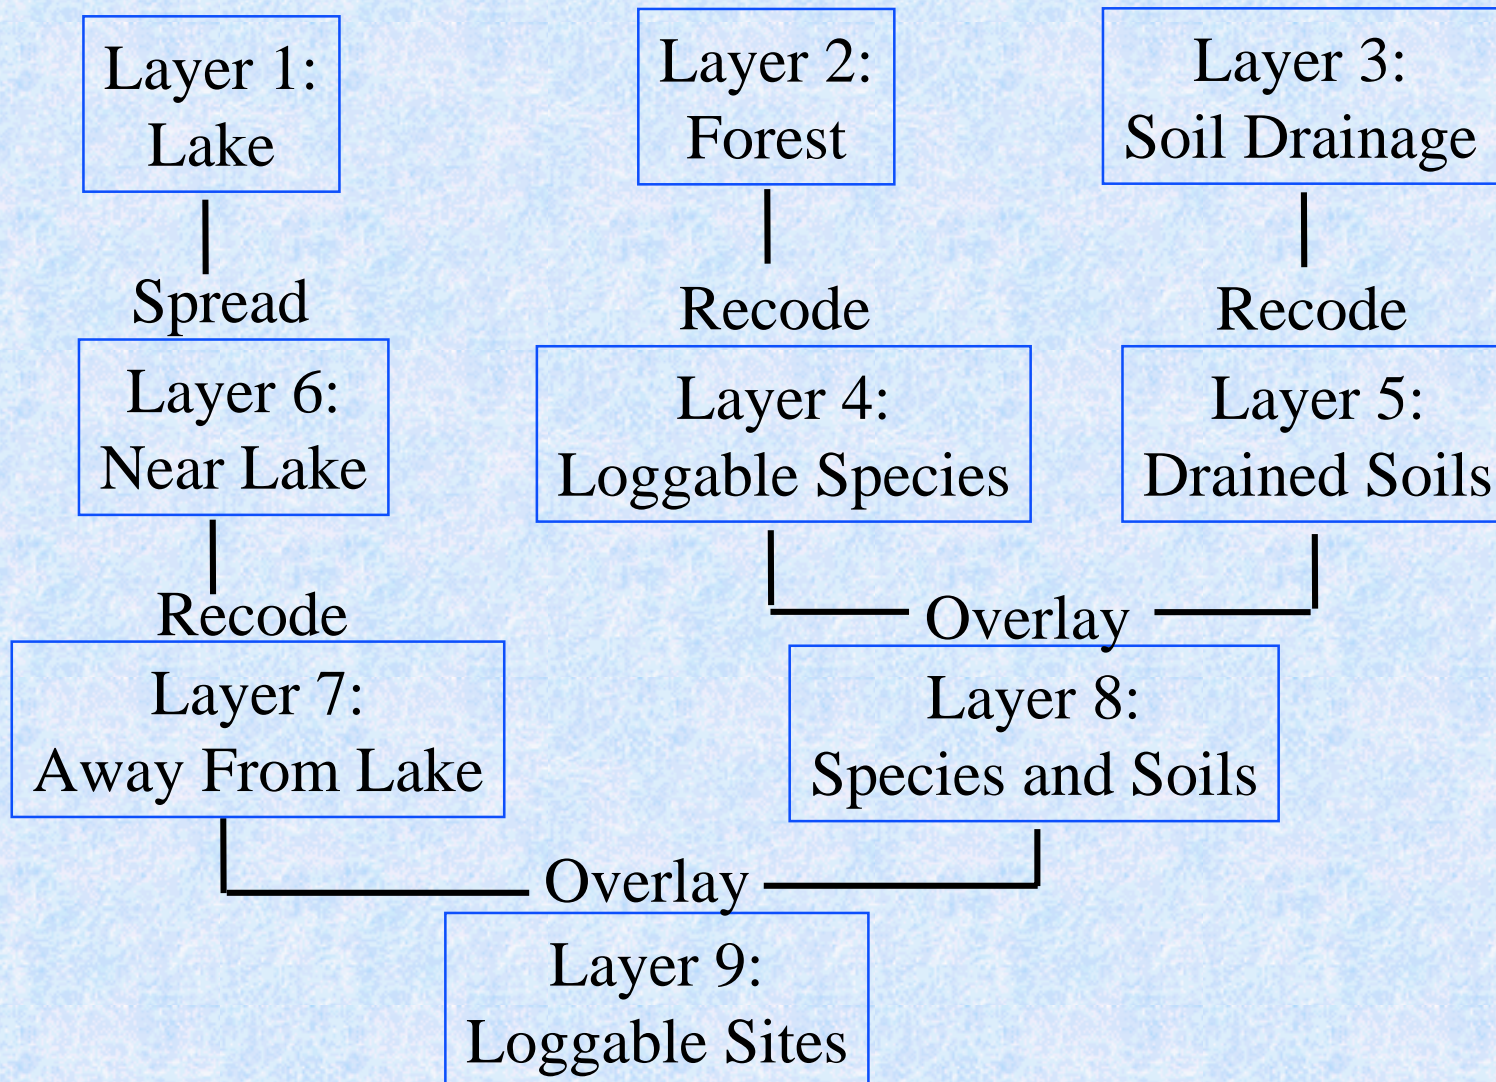 Layer 1:
Lake
Layer 2:
Forest
Layer 3:
Soil Drainage
Spread
Recode
Recode
Layer 6:
Near Lake
Layer 4:
Loggable Species
Layer 5:
Drained Soils
Recode
Overlay
Layer 7:
Away From Lake
Layer 8:
Species and Soils
Overlay
Layer 9:
Loggable Sites